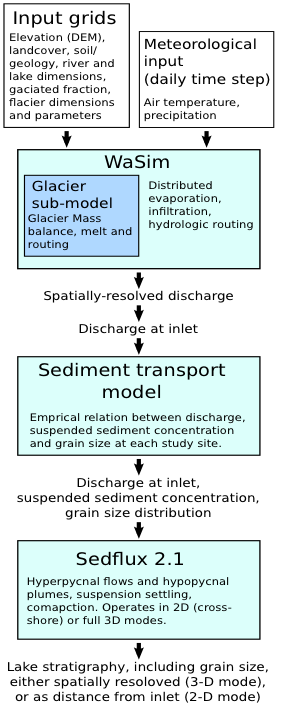 Input grids
Elevation (DEM),
landcover, soil/
geology, river and
lake dimensions,
gaciated fraction,
flacier dimensions
and parameters
Meteorological
input
(daily time step)
Air temperature,
precipitation
WaSim
Glacier
sub-model
Glacier Mass
balance, melt and
routing
Distributed
evaporation,
infiltration,
hydrologic routing
Spatially-resolved discharge
Discharge at inlet
Sediment transport
model
Emprical relation between discharge,
suspended sediment concentration
and grain size at each study site.
Discharge at inlet,
suspended sediment concentration,
grain size distribution
Sedflux 2.1
Hyperpycnal flows and hypopycnal
plumes, suspension settling,
comapction. Operates in 2D (cross-
shore) or full 3D modes.
Lake stratigraphy, including grain size,
either spatially resoloved (3-D mode),
or as distance from inlet (2-D mode)